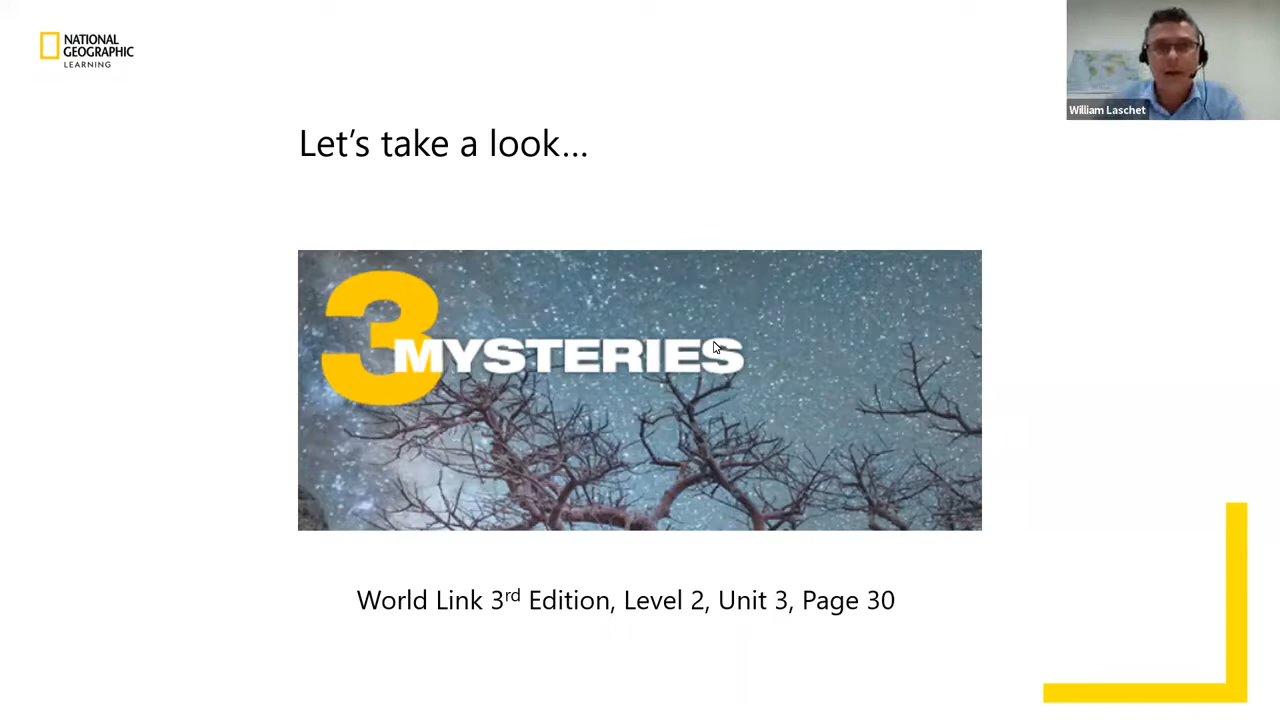 NATIONAL
GEOGRAPHIC
LEARNING
William Laschet
Let's take a look...
3
MYSTERIES
World Link 3rd Edition, Level 2, Unit 3, Page 30